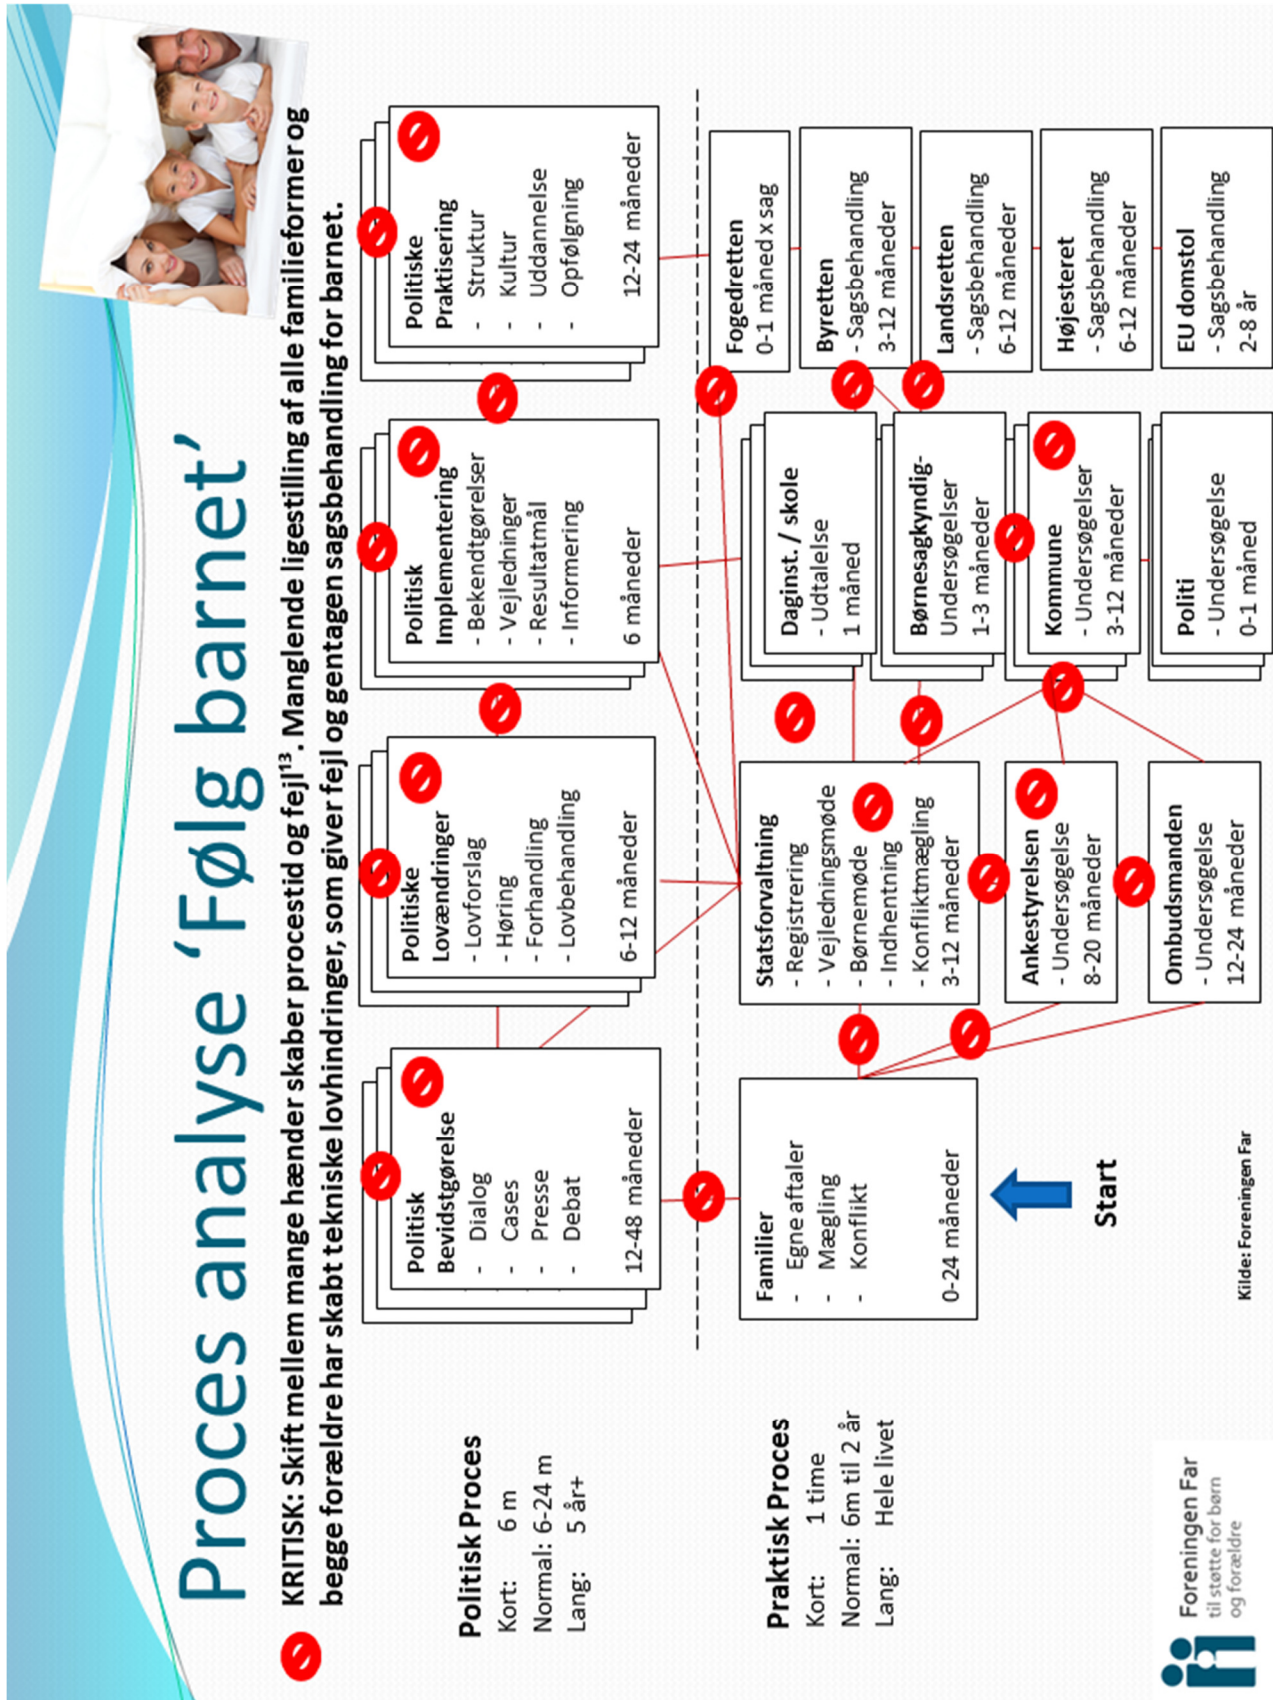 Proces analyse ‘Følg barnet’
KRITISK: Skift mellem mange hænder skaber procestid og fejl¹³. Manglende ligestilling af alle familieformer og
begge forældre har skabt tekniske lovhindringer, som giver fejl og gentagen sagsbehandling for barnet.
Politisk Proces
Kort: 6 m
Normal: 6-24 m
Lang: 5 år+
Politisk
Bevidstgørelse
- Dialog
- Cases
- Presse
- Debat
12-48 måneder
Politiske
Lovændringer
- Lovforslag
- Høring
- Forhandling
- Lovbehandling
6-12 måneder
Politisk
Implementering
- Bekendtgørelser
- Vejledninger
- Resultatmål
- Informering
6 måneder
Politiske
Praktisering
- Struktur
- Kultur
- Uddannelse
- Opfølgning
12-24 måneder
Praktisk Proces
Kort: 1 time
Normal: 6m til 2 år
Lang: Hele livet
Familier
- Egne aftaler
- Mægling
- Konflikt
0-24 måneder
Start
Statsforvaltning
- Registrering
- Vejledningsmøde
- Børnemøde
- Indhentning
- Konfliktmægling
3-12 måneder
Ankestyrelsen
- Undersøgelse
8-20 måneder
Ombudsmanden
- Undersøgelse
12-24 måneder
Daginst. / skole
- Udtalelse
1 måned
Børnesagkyndig-
Undersøgelser
1-3 måneder
Kommune
- Undersøgelser
3-12 måneder
Politi
- Undersøgelse
0-1 måned
Fogedretten
0-1 måned x sag
Byretten
- Sagsbehandling
3-12 måneder
Landsretten
- Sagsbehandling
6-12 måneder
Højesteret
- Sagsbehandling
6-12 måneder
EU domstol
- Sagsbehandling
2-8 år
Foreningen Far
til støtte for børn
og forældre
Kilde: Foreningen Far